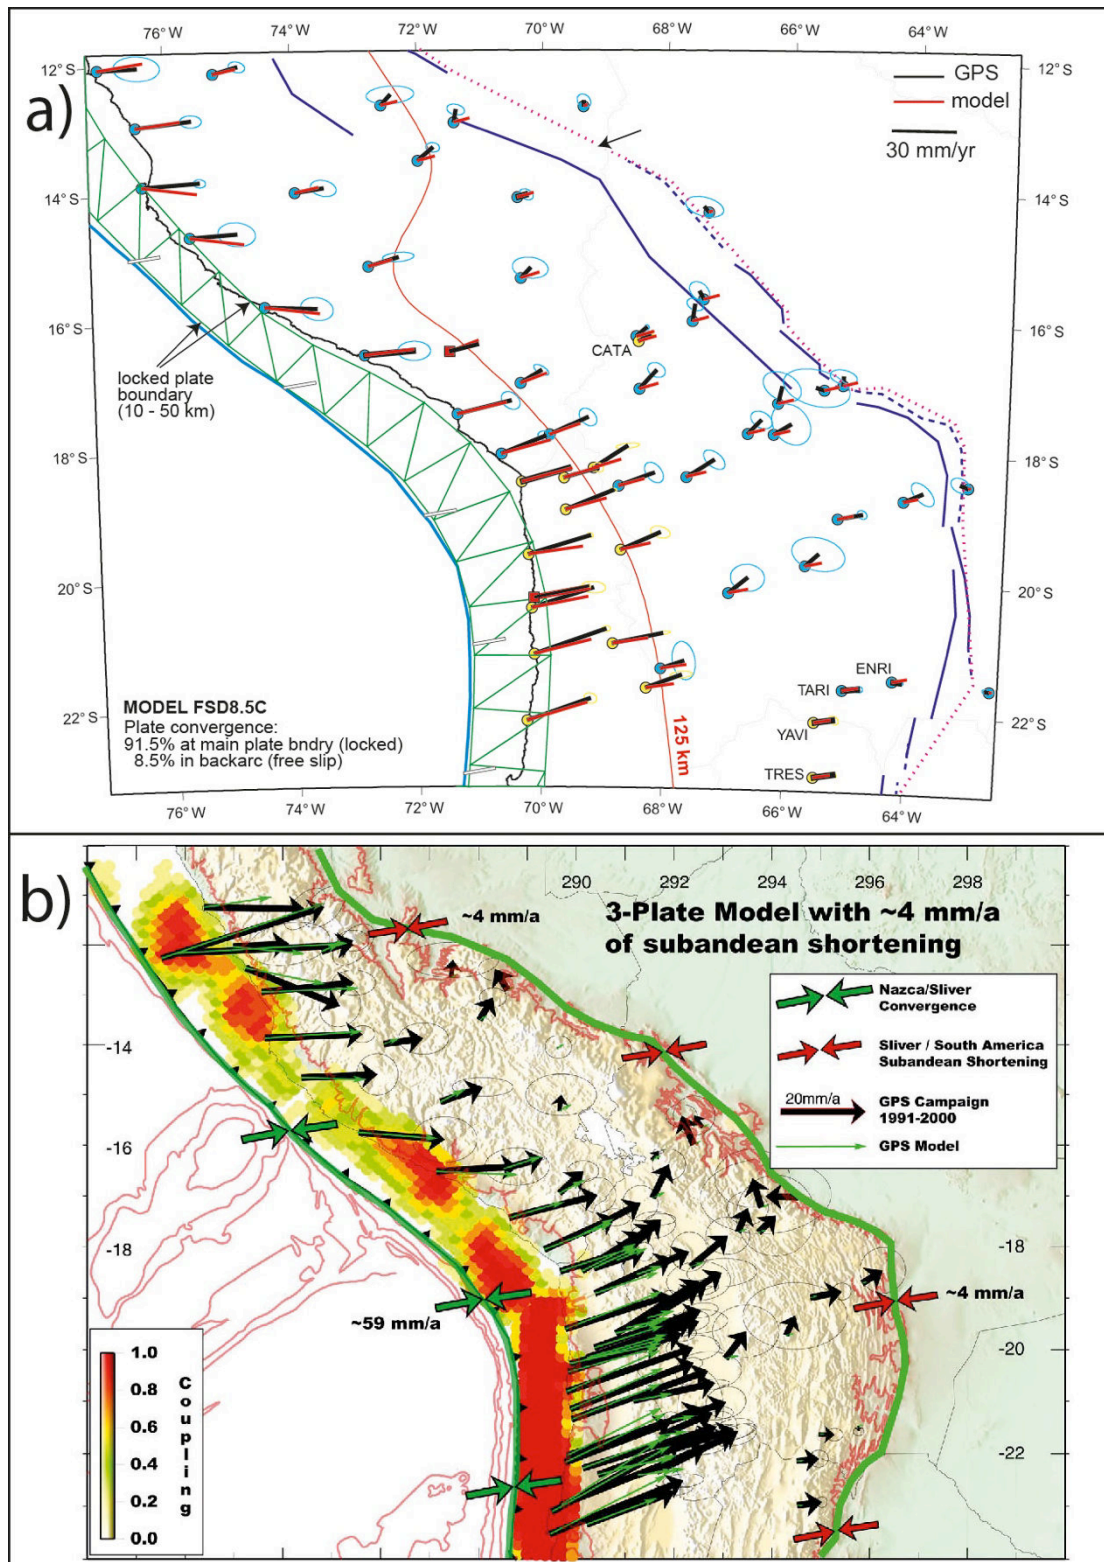 76°W 74°W 72°W 70°W 68°W 66°W 64°W
a)
12°S
14°S
16°S
18°S
20°S
22°S
12°S
14°S
16°S
18°S
20°S
22°S
GPS
model
30 mm/yr
CATA
locked plate
boundary
(10 - 50 km)
ENRI
TARI
YAVI
TRES
125 km
MODEL FSD8.5C
Plate convergence:
91.5% at main plate bndry (locked)
8.5% in backarc (free slip)
76°W 74°W 72°W 70°W 68°W 66°W 64°W
b)
290 292 294 296 298
~4 mm/a
3-Plate Model with ~4 mm/a
of subandean shortening
Nazca/Sliver
Convergence
Sliver / South America
Subandean Shortening
20mm/a
GPS Campaign
1991-2000
GPS Model
-14
-16
-18
-18
-20
-22
~59 mm/a
~4 mm/a
1.0
0.8
0.6
0.4
0.2
0.0
Coupling